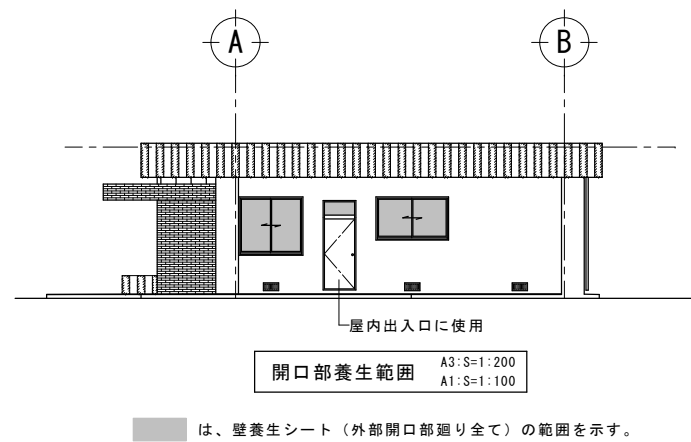 A B
屋内出入口に使用
開口部養生範囲 A3:S=1:200
A1:S=1:100
は、壁養生シート（外部開口部廻り全て）の範囲を示す。